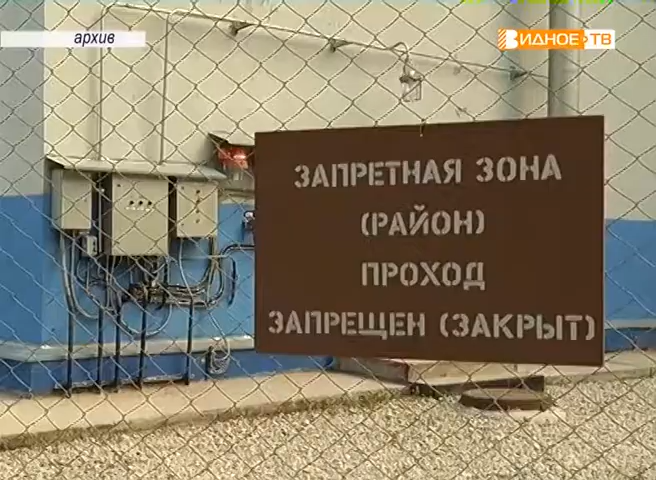 архив
ВИДНОЕ ТВ
ЗАПРЕТНАЯ ЗОНА
(РАЙОН)
ПРОХОД
ЗАПРЕЩЕН (ЗАКРЫТ)